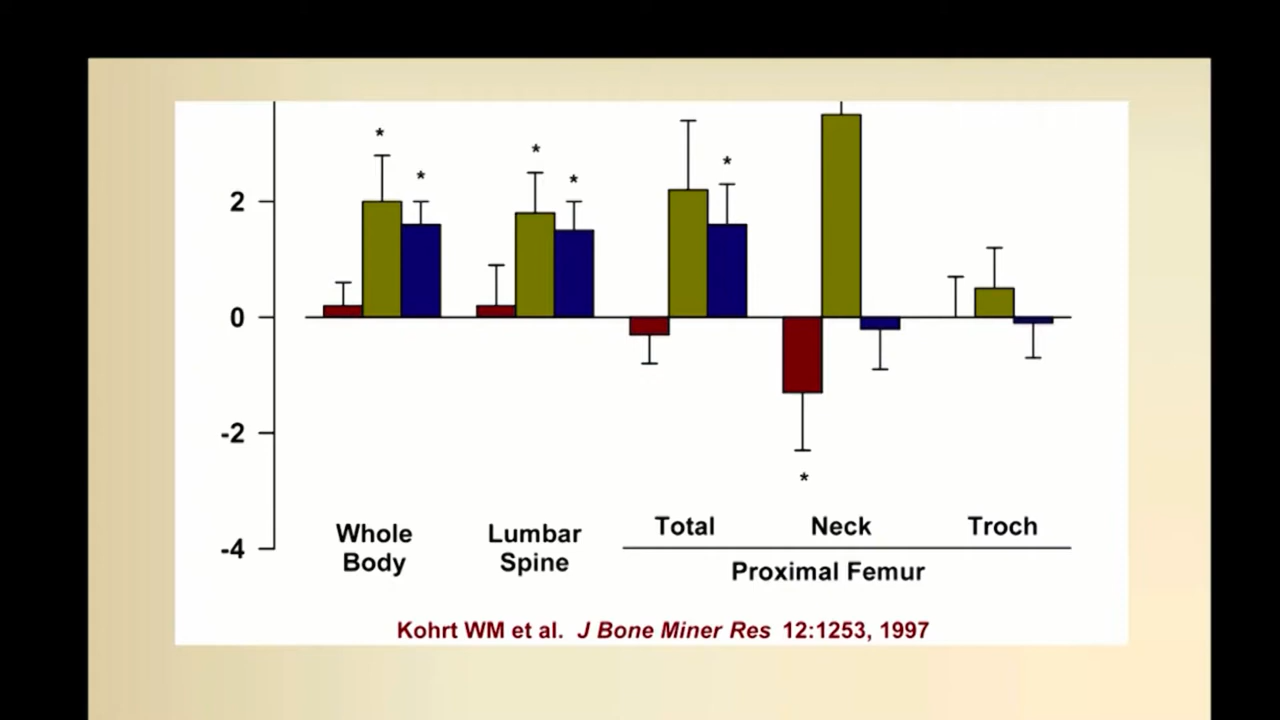 * * * * *
* 
2
0
-2
*
-4
Whole Body
Lumbar Spine
Total Neck Troch
Proximal Femur
Kohrt WM et al. J Bone Miner Res 12:1253, 1997